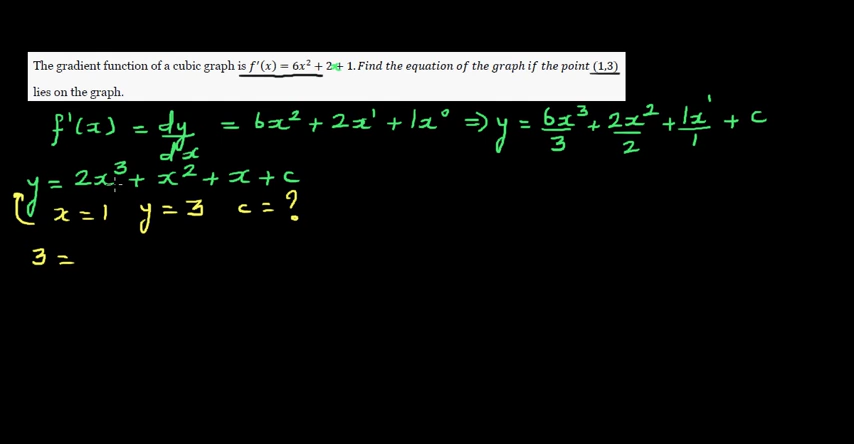 The gradient function of a cubic graph is f′(x) = 6x² + 2x + 1. Find the equation of the graph if the point (1,3)
lies on the graph.
f'(x) = dy/dx = 6x² + 2x¹ + 1x⁰ ⇒ y = 6x³/3 + 2x²/2 + 1x¹/1 + c
y = 2x³ + x² + x + c
x = 1 y = 3 c = ?
3 =